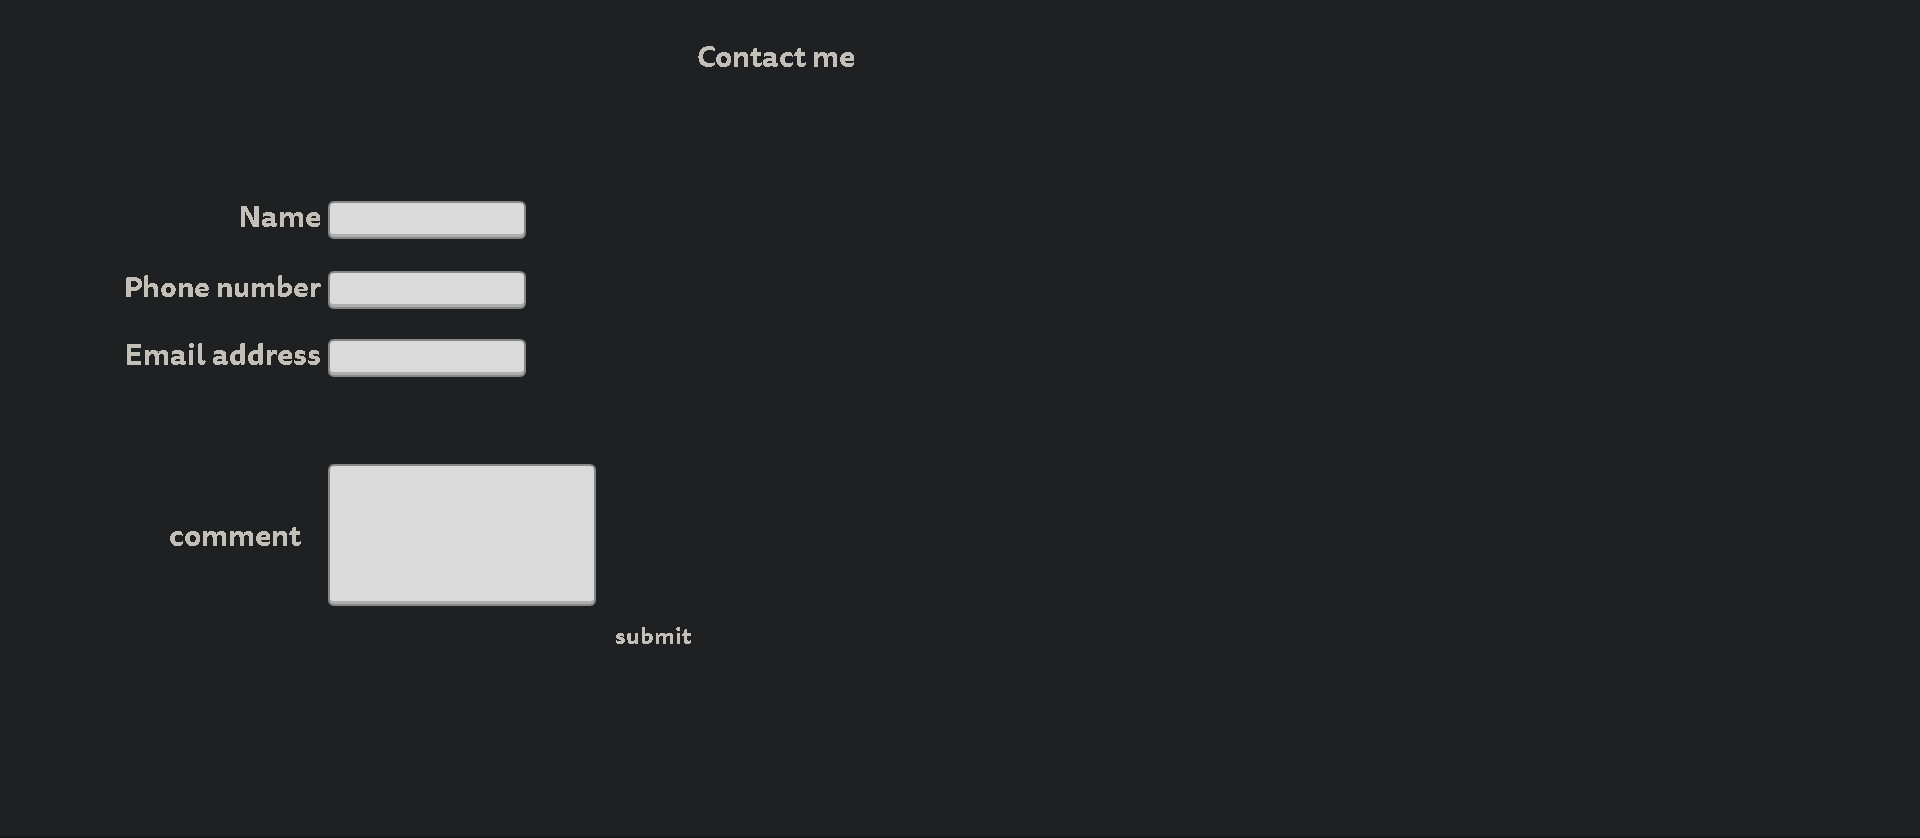 Contact me
Name
Phone number
Email address
comment
submit